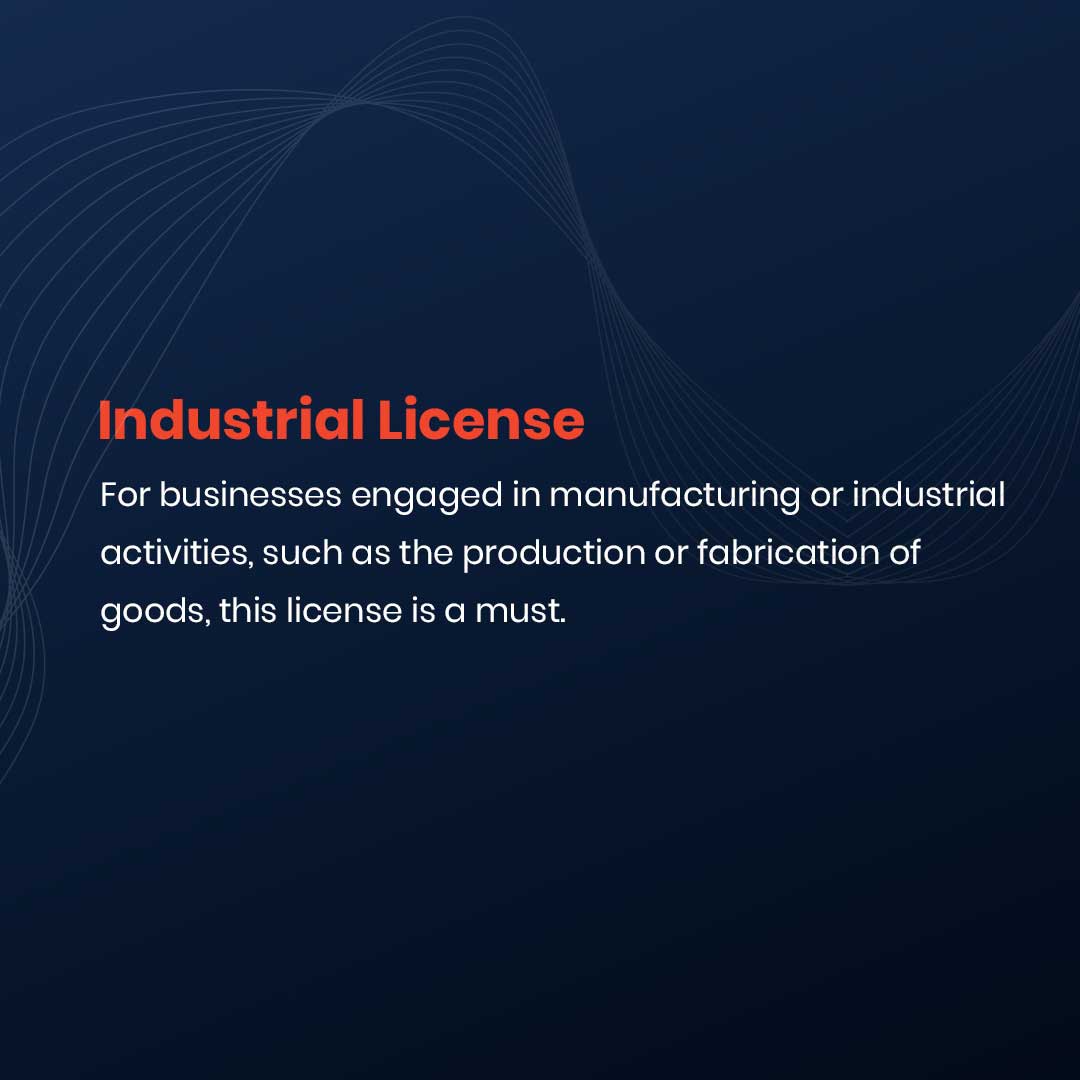 Industrial License
For businesses engaged in manufacturing or industrial
activities, such as the production or fabrication of
goods, this license is a must.